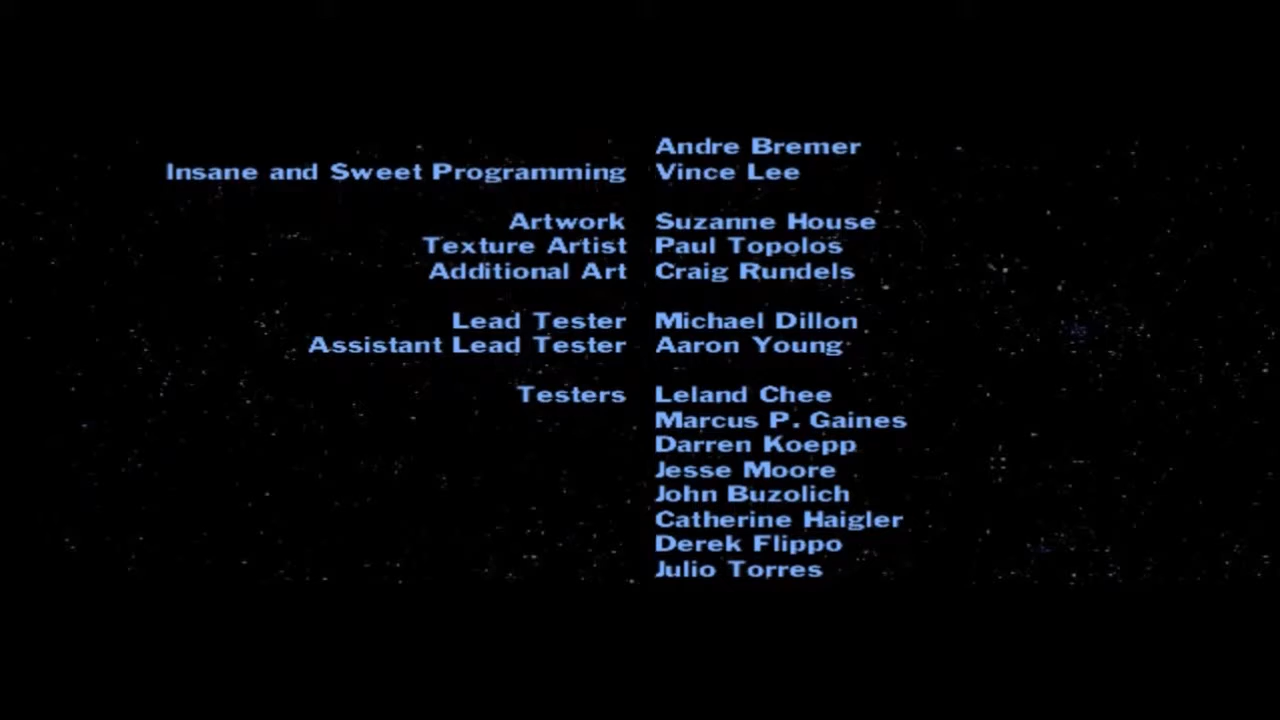 Andre Bremer
Insane and Sweet Programming Vince Lee
Artwork Suzanne House
Texture Artist Paul Topolos
Additional Art Craig Rundels
Lead Tester Michael Dillon
Assistant Lead Tester Aaron Young
Testers Leland Chee
Marcus P. Gaines
Darren Koepp
Jesse Moore
John Buzolich
Catherine Haigler
Derek Flippo
Julio Torres